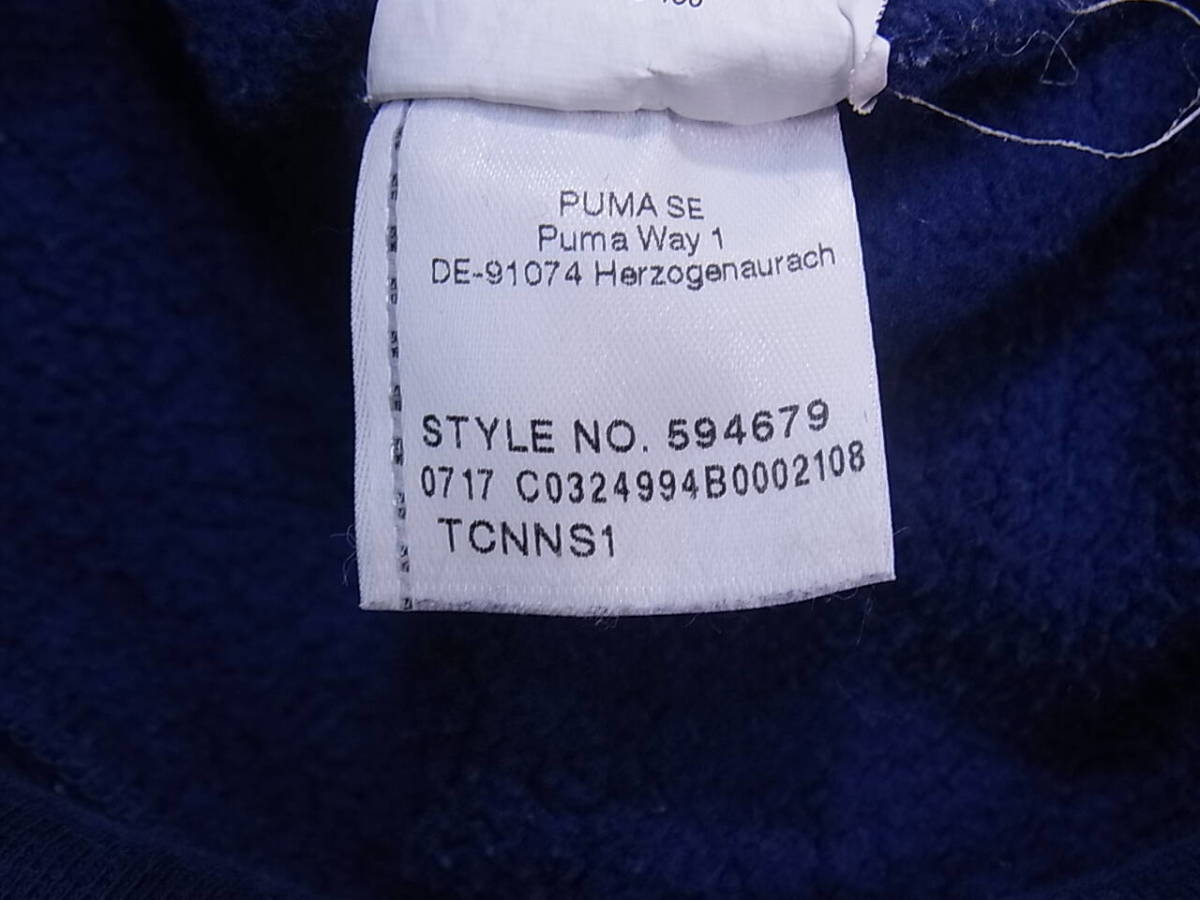 PUMA SE
Puma Way 1
DE-91074 Herzogenaurach
STYLE NO. 594679
0717 C0324994B0002108
TCNNS1